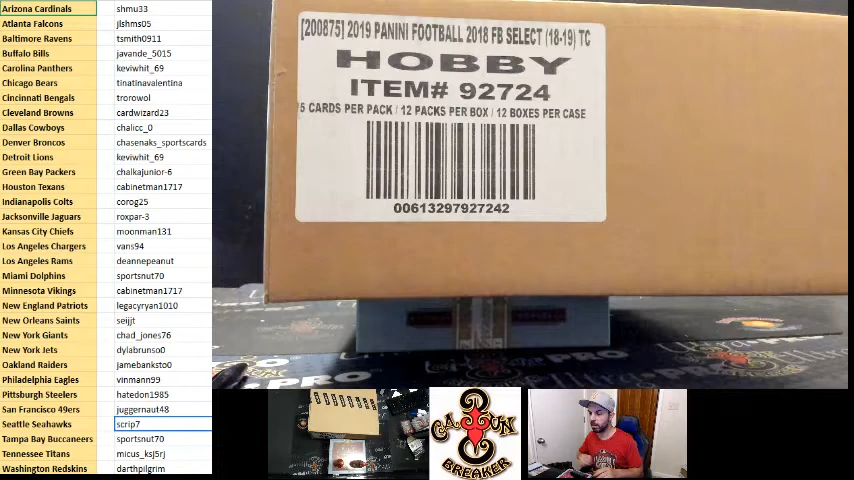 Arizona Cardinals shmu33
Atlanta Falcons jlshms05
Baltimore Ravens tsmith0911
Buffalo Bills javande_5015
Carolina Panthers keviwhit_69
Chicago Bears tinatinavalentina
Cincinnati Bengals trorowol
Cleveland Browns cardwizard23
Dallas Cowboys chalicc_0
Denver Broncos chasenaks_sportscards
Detroit Lions keviwhit_69
Green Bay Packers chalkajunior-6
Houston Texans cabinetman1717
Indianapolis Colts corog25
Jacksonville Jaguars roxpar-3
Kansas City Chiefs moonman131
Los Angeles Chargers vans94
Los Angeles Rams deannepeanut
Miami Dolphins sportsnut70
Minnesota Vikings cabinetman1717
New England Patriots legacyryan1010
New Orleans Saints seijjt
New York Giants chad_jones76
New York Jets dylabrunso0
Oakland Raiders jamebanksto0
Philadelphia Eagles vinmann99
Pittsburgh Steelers hatedon1985
San Francisco 49ers juggernaut48
Seattle Seahawks scrip7
Tampa Bay Buccaneers sportsnut70
Tennessee Titans micus_ksj5rj
Washington Redskins darthpilgrim
[200875] 2019 PANINI FOOTBALL 2018 FB SELECT (18-19) TC
HOBBY
ITEM# 92724
5 CARDS PER PACK / 12 PACKS PER BOX / 12 BOXES PER CASE
00613297927242
PRO
CAJUN
BREAKER